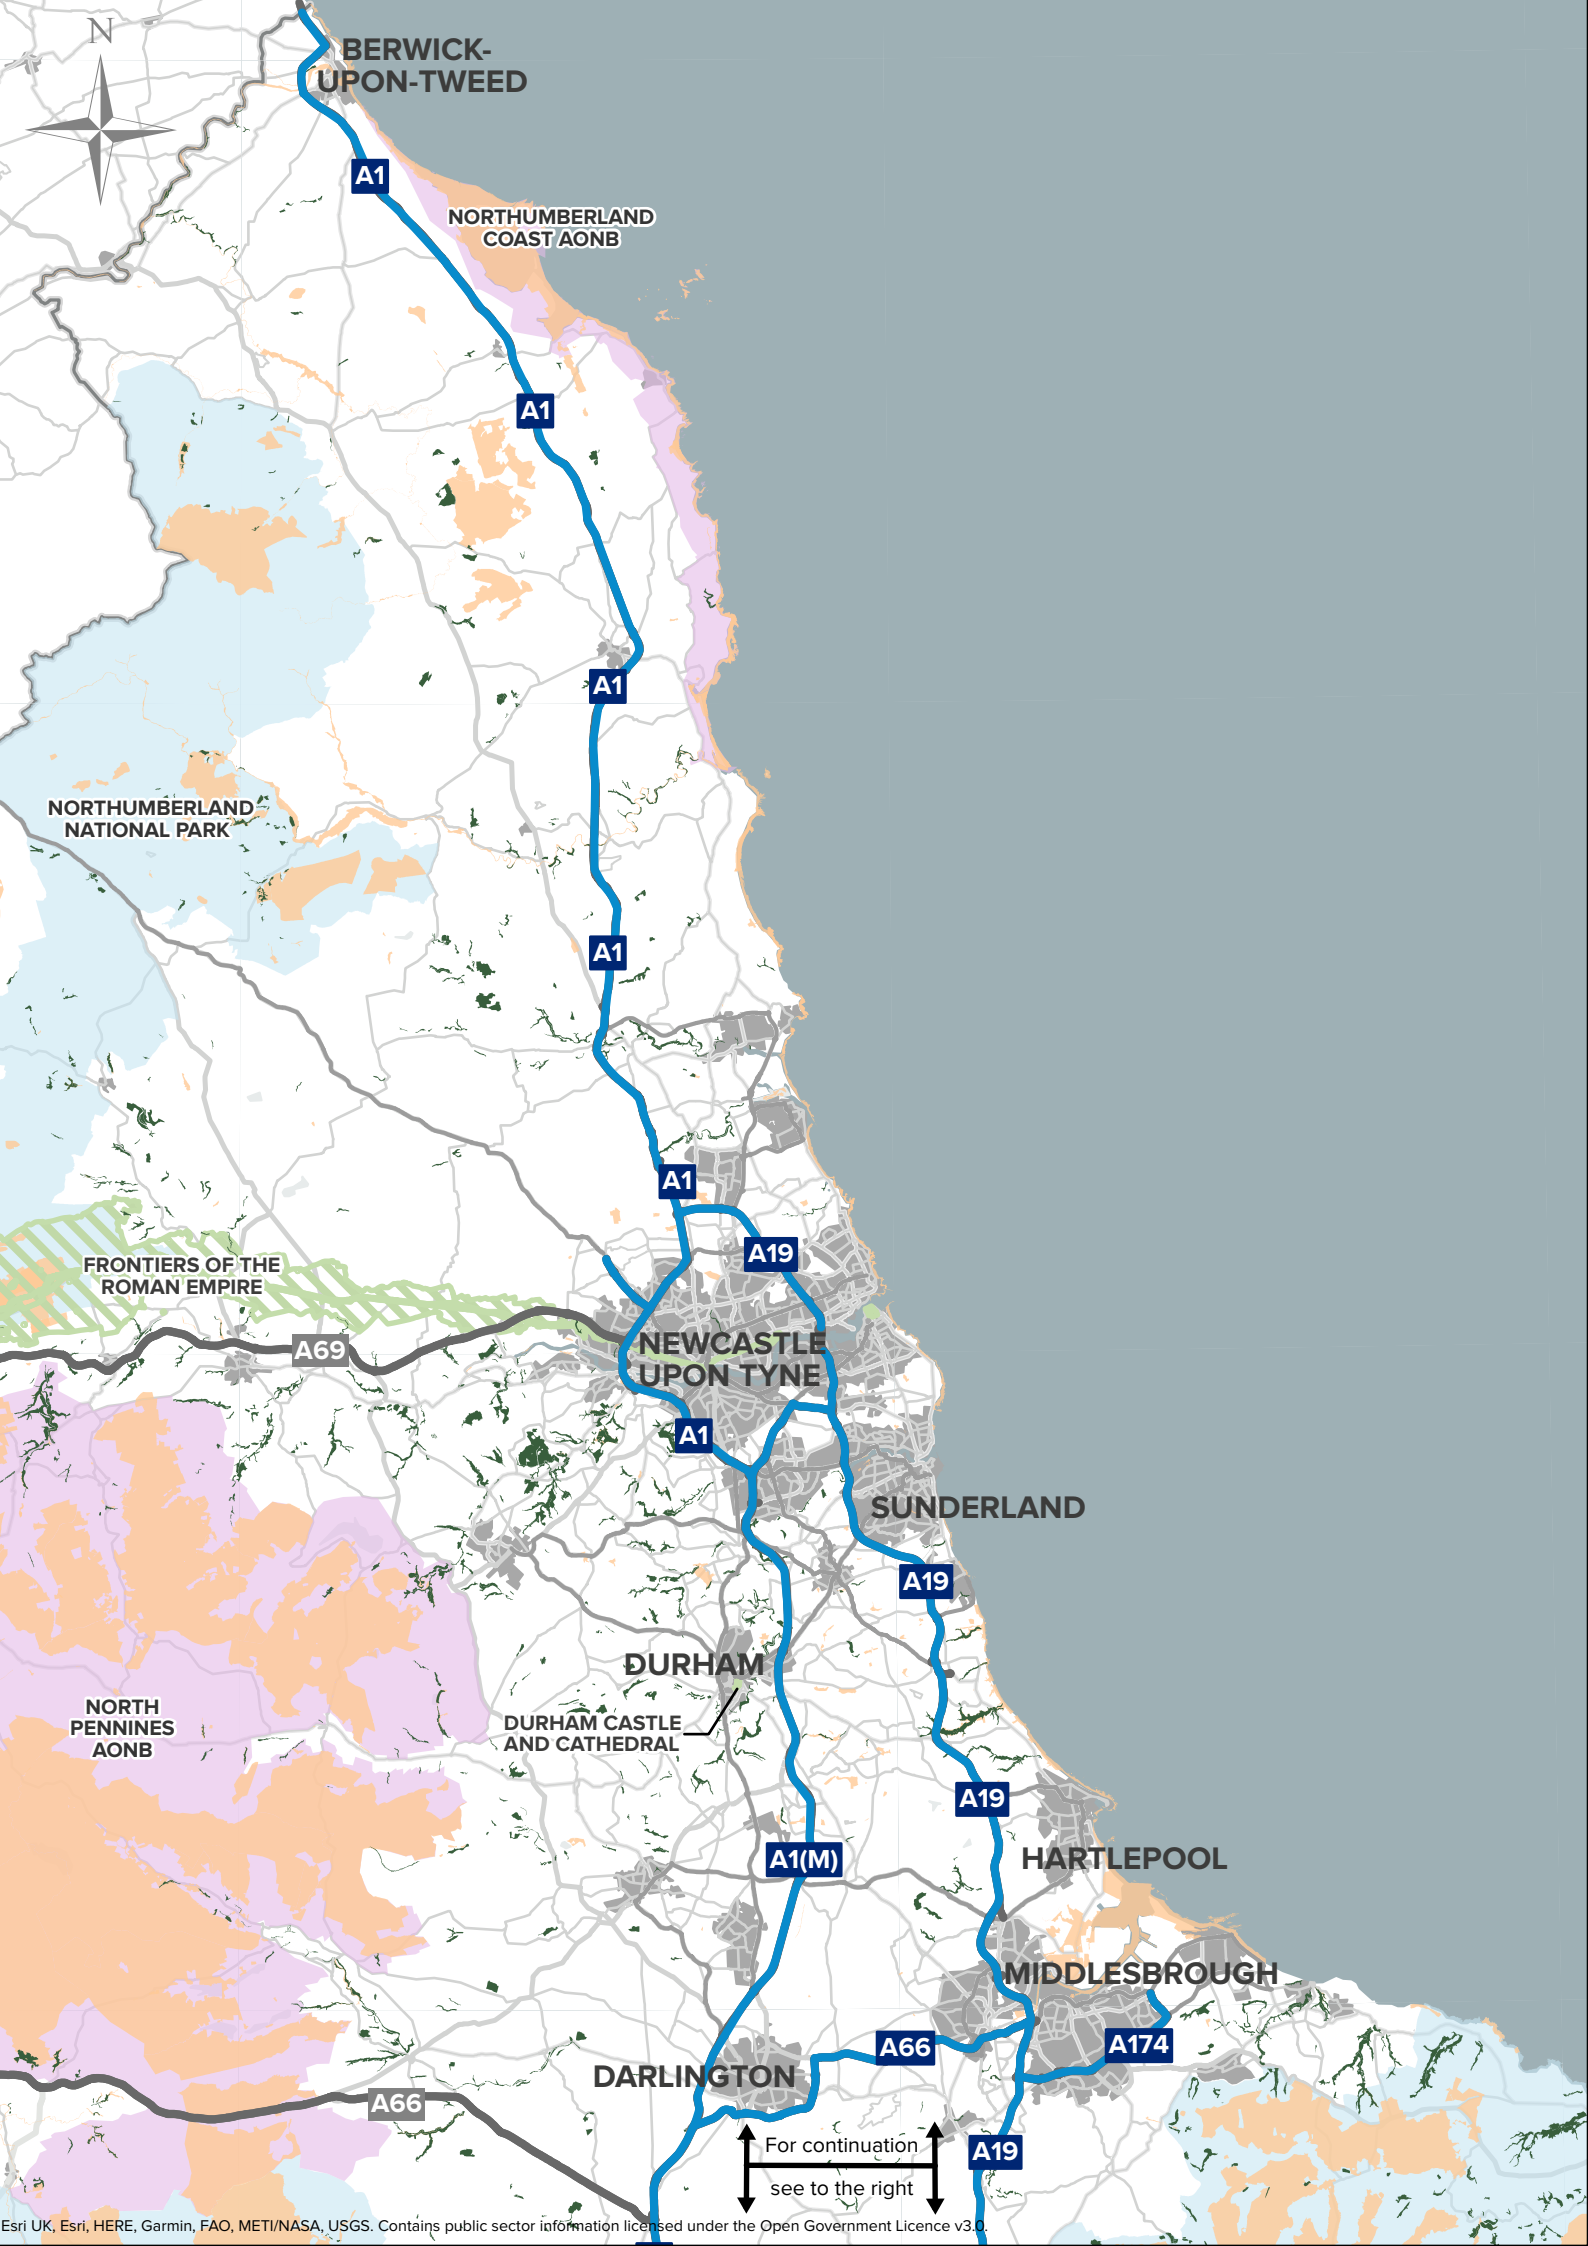 N
BERWICK-
UPON-TWEED
A1
NORTHUMBERLAND
COAST AONB
A1
A1
NORTHUMBERLAND
NATIONAL PARK
A1
A1
A19
FRONTIERS OF THE
ROMAN EMPIRE
A69
NEWCASTLE
UPON TYNE
A1
SUNDERLAND
A19
DURHAM
DURHAM CASTLE
AND CATHEDRAL
NORTH
PENNINES
AONB
A19
A1(M)
HARTLEPOOL
MIDDLESBROUGH
A66
A174
DARLINGTON
A66
For continuation
see to the right
A19
Esri UK, Esri, HERE, Garmin, FAO, METI/NASA, USGS. Contains public sector information licensed under the Open Government Licence v3.0.